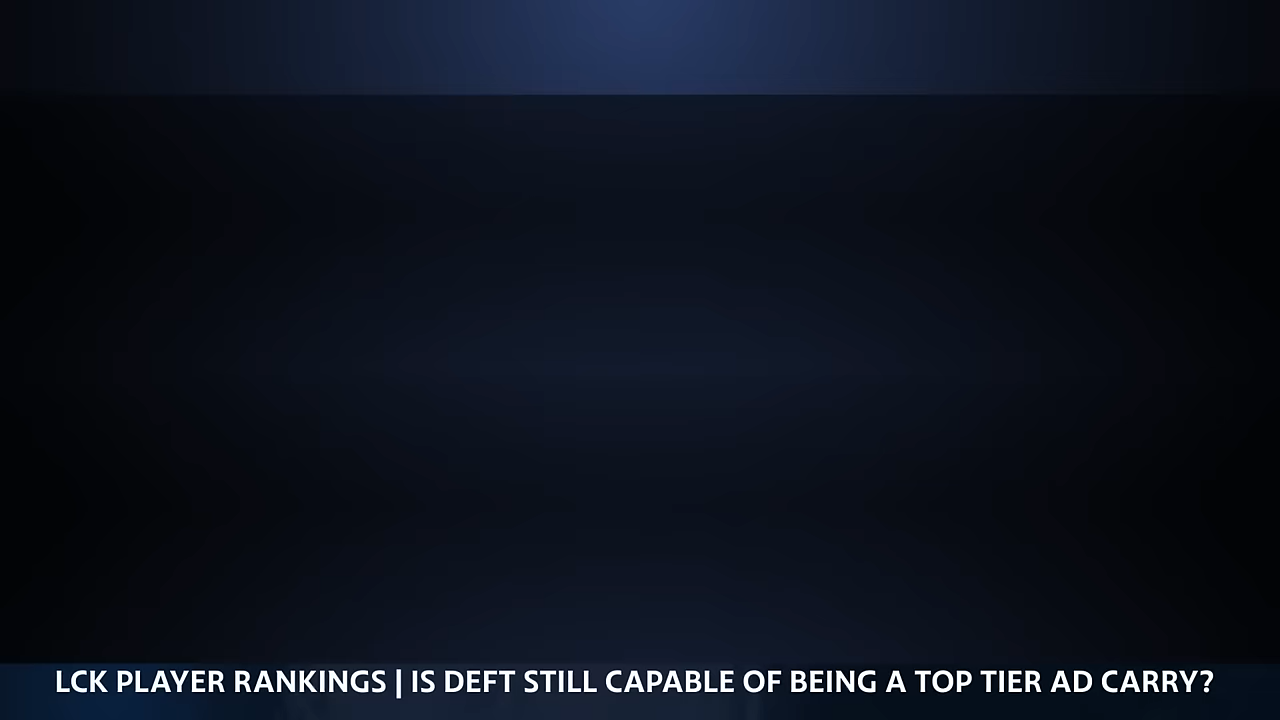 LCK PLAYER RANKINGS | IS DEFT STILL CAPABLE OF BEING A TOP TIER AD CARRY?